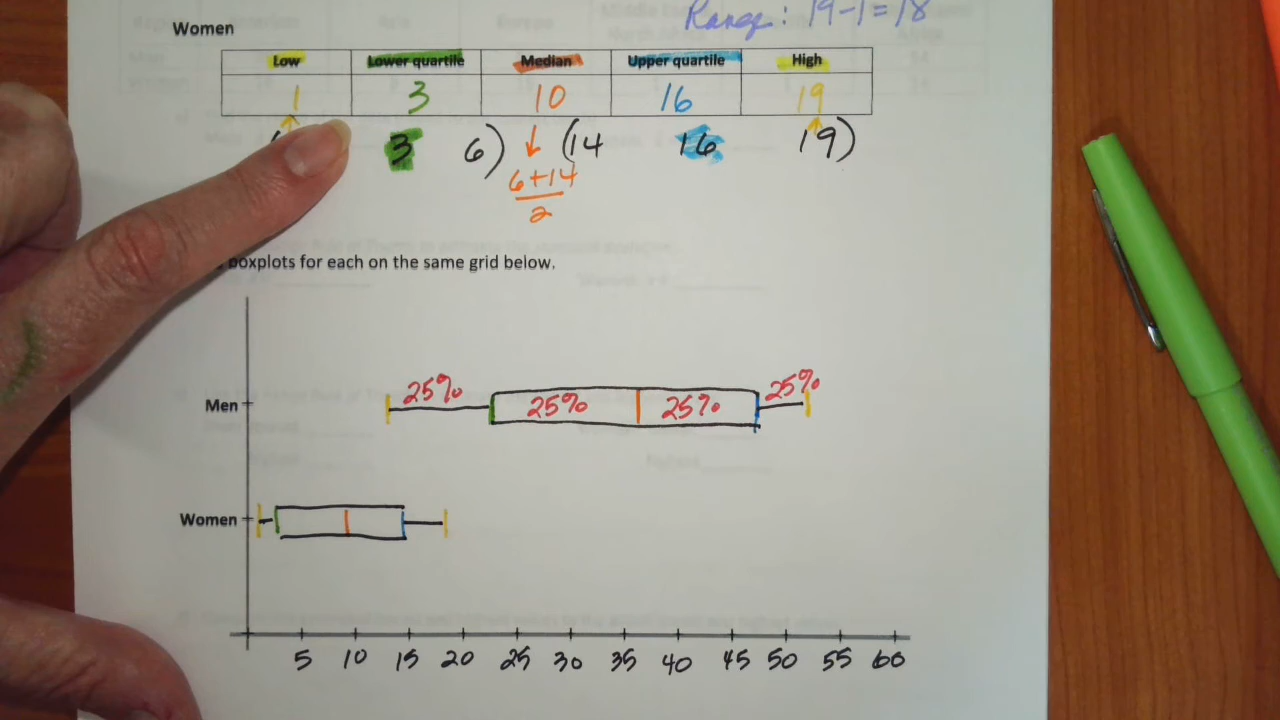 Range: 19-1=18
Women
Low Lower quartile Median Upper quartile High
1 3 10 16 19
( 3 6) (14 16 19)
6+14
2
boxplots for each on the same grid below.
25% 25%
Men 25% 25%
Women
5 10 15 20 25 30 35 40 45 50 55 60